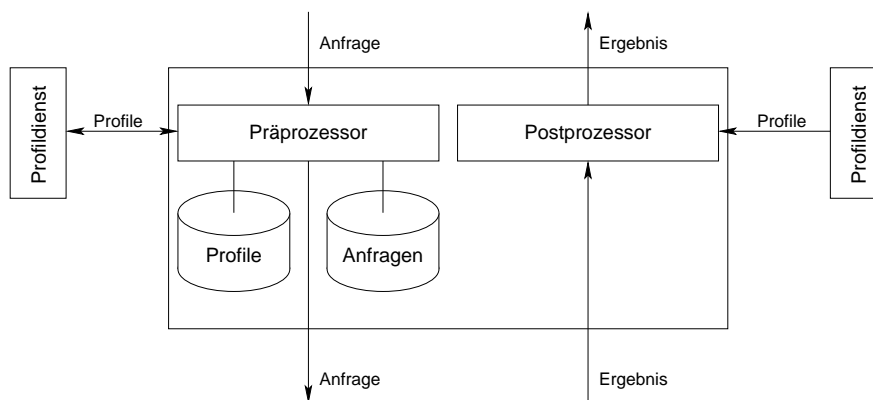 Anfrage
Ergebnis
Profildienst
Profile
Präprozessor
Postprozessor
Profile
Profildienst
Profile
Anfragen
Anfrage
Ergebnis